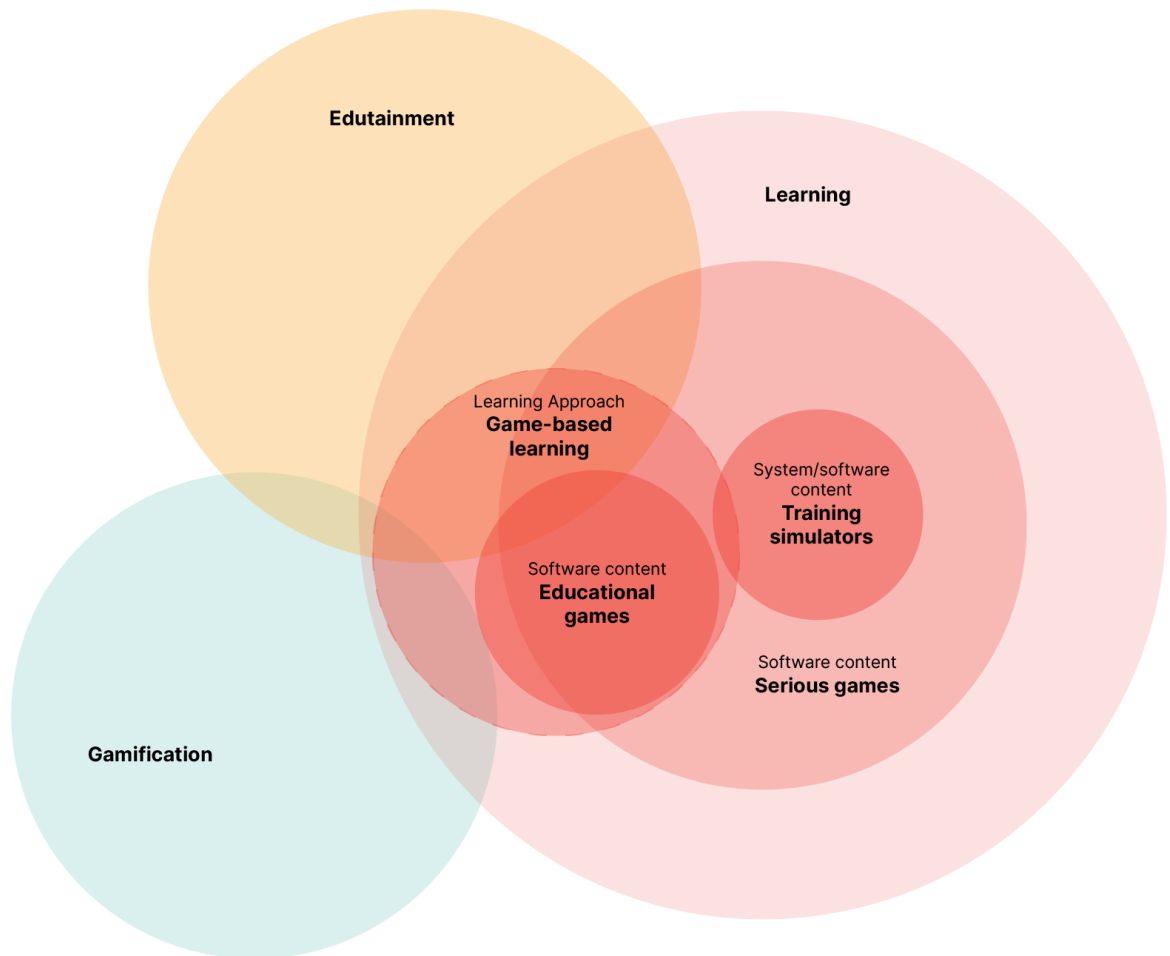 Edutainment
Learning
Learning Approach
Game-based
learning
System/software
content
Training
simulators
Software content
Educational
games
Software content
Serious games
Gamification